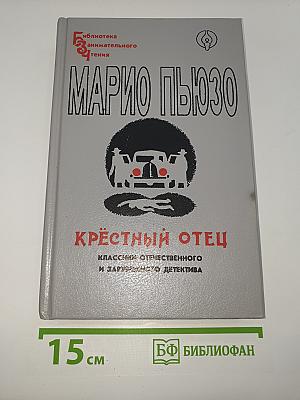 Библиотека
Занимательного
Чтения
МАРИО ПЬЮЗО
КРЁСТНЫЙ ОТЕЦ
КЛАССИКИ ОТЕЧЕСТВЕННОГО
И ЗАРУБЕЖНОГО ДЕТЕКТИВА
15 см
БФ БИБЛИОФАН